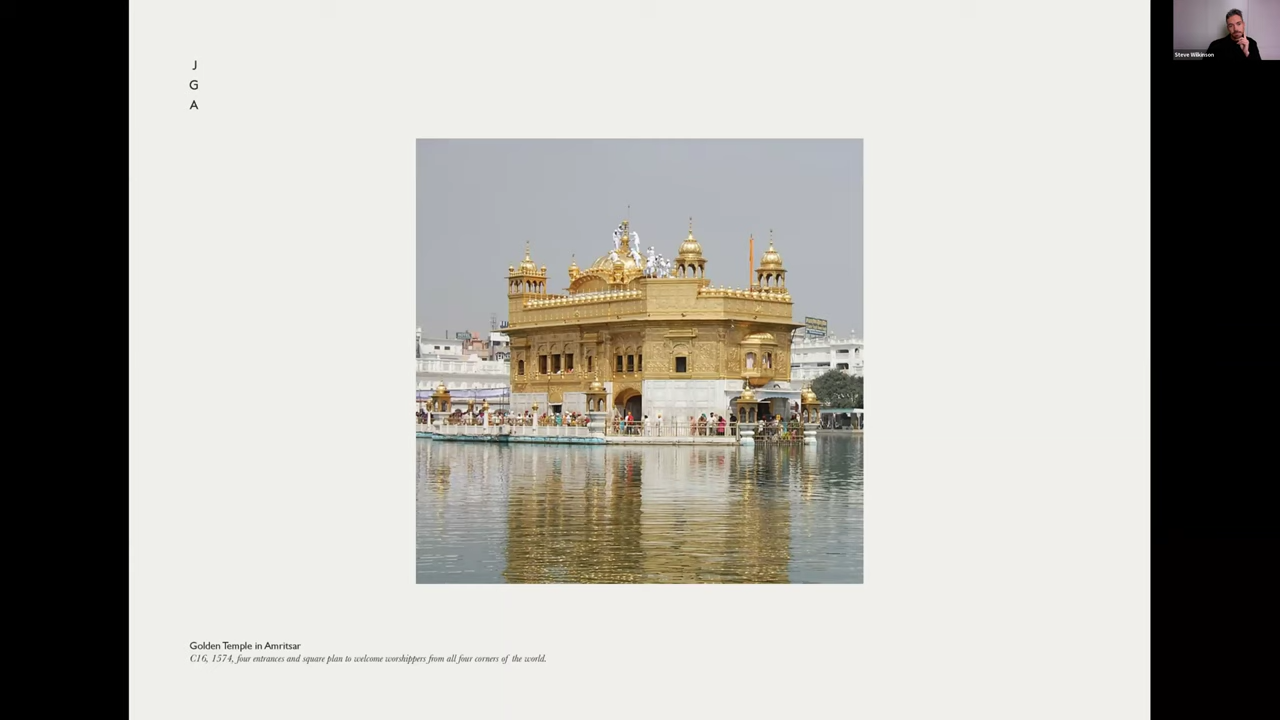 J
G
A
Steve Wilkinson
Golden Temple in Amritsar
C16, 1574, four entrances and square plan to welcome worshippers from all four corners of the world.